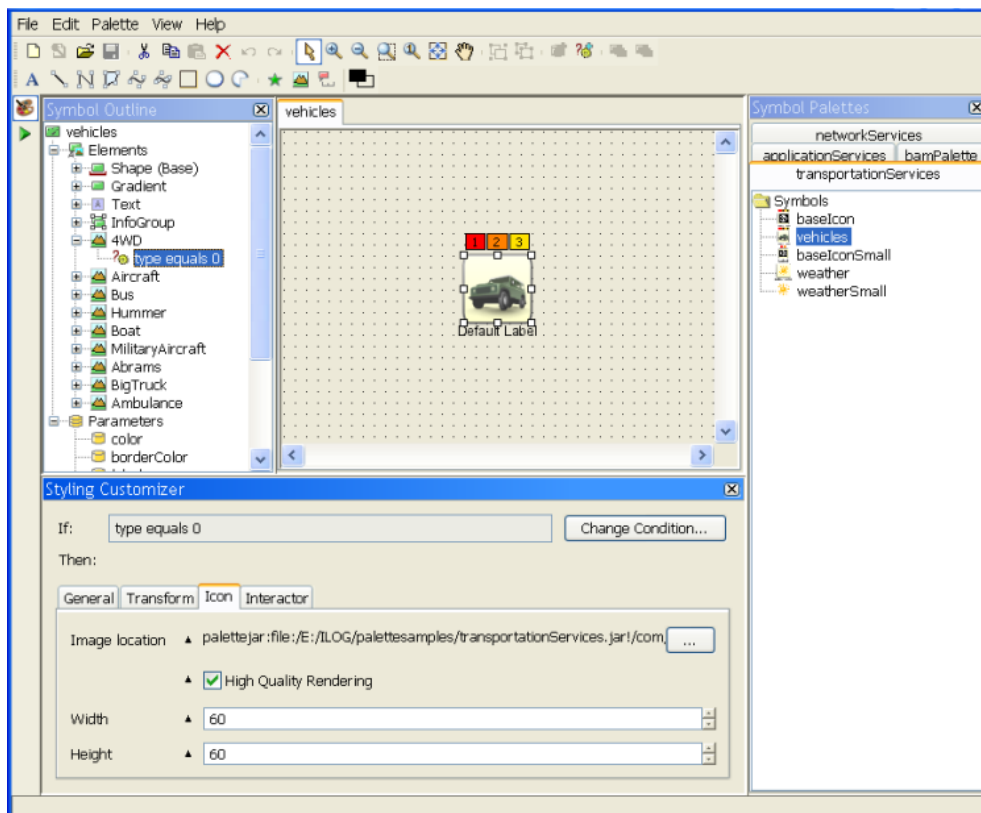 File Edit Palette View Help
Symbol Outline
vehicles
Elements
Shape (Base)
Gradient
Text
InfoGroup
4WD
type equals 0
Aircraft
Bus
Hummer
Boat
MilitaryAircraft
Abrams
BigTruck
Ambulance
Parameters
color
borderColor
vehicles
1 2 3
Default Label
Symbol Palettes
networkServices
applicationServices bamPalette
transportationServices
Symbols
baseIcon
vehicles
baseIconSmall
weather
weatherSmall
Styling Customizer
If: type equals 0 Change Condition...
Then:
General Transform Icon Interactor
Image location palettejar:file:/E:/ILOG/palettesamples/transportationServices.jar!/com, ...
High Quality Rendering
Width 60
Height 60